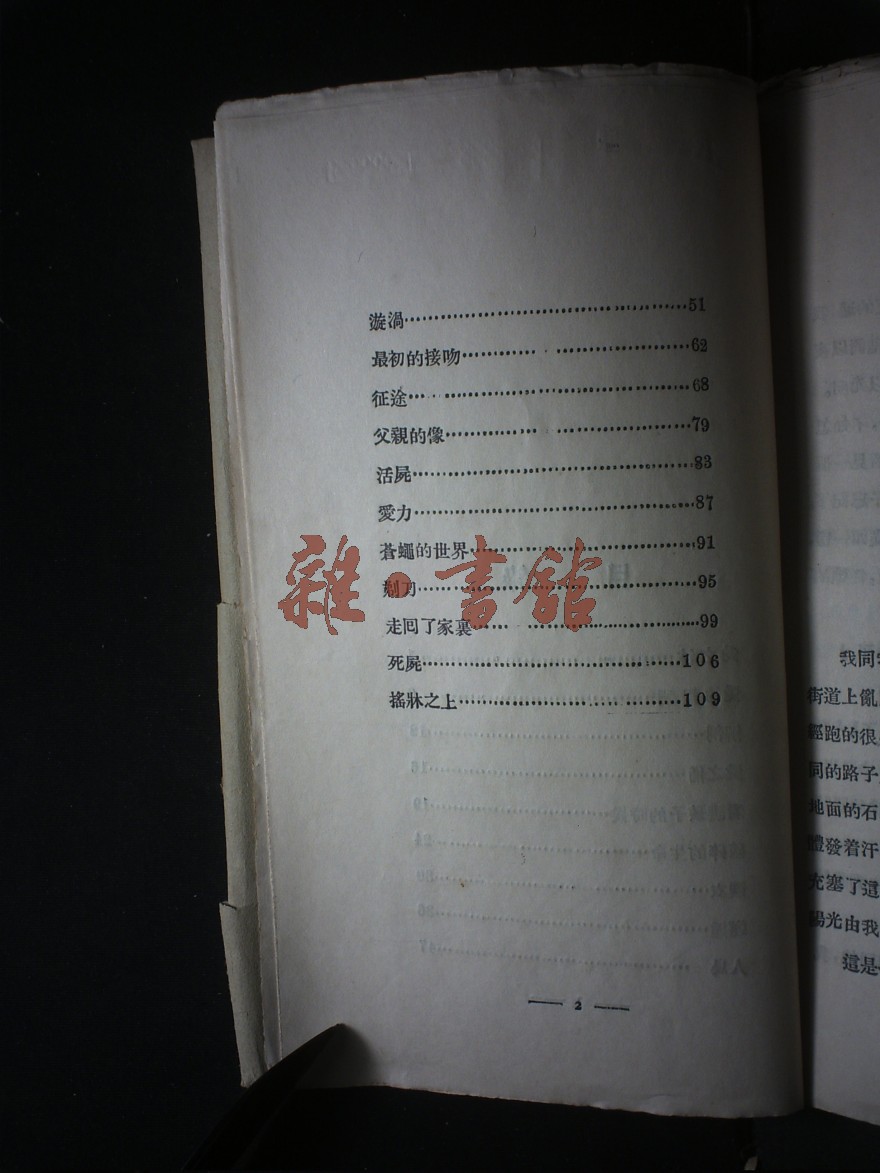 漩渦……………………………………51
最初的接吻……………………………62
征途……………………………………68
父親的像………………………………79
活屍……………………………………83
愛力……………………………………87
蒼蠅的世界……………………………91
剃刀……………………………………95
走回了家裏……………………………99
死屍……………………………………106
搖牀之上………………………………109
— 2 —
雜·書館
我同
街道上亂
經跑的很
同的路子
地面的石
體發着汗
充塞了這
陽光由我
這是